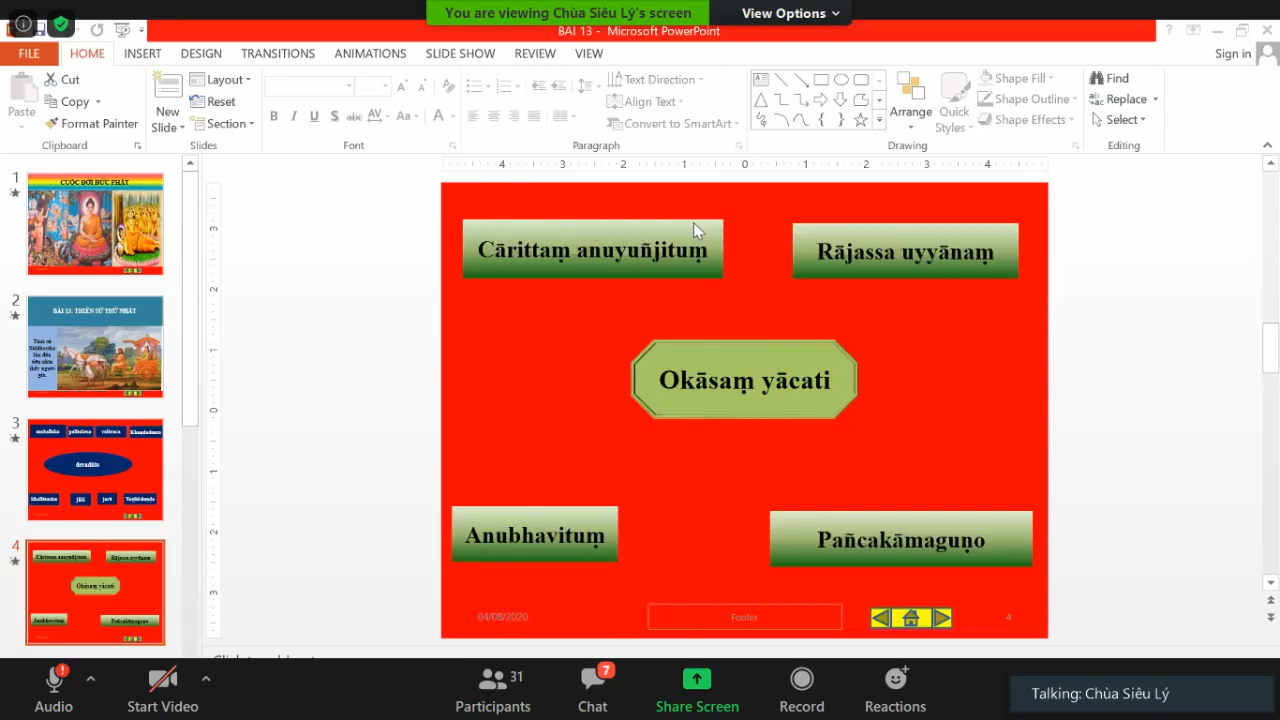 You are viewing Chùa Siêu Lý's screen
View Options
BAI 13 - Microsoft PowerPoint
FILE HOME INSERT DESIGN TRANSITIONS ANIMATIONS SLIDE SHOW REVIEW VIEW
Sign in
Paste
Cut
Copy
Format Painter
Clipboard
New Slide
Layout
Reset
Section
Slides
Font
Text Direction
Align Text
Convert to SmartArt
Paragraph
Arrange
Quick Styles
Shape Fill
Shape Outline
Shape Effects
Drawing
Find
Replace
Select
Editing
1
CUỘC ĐỜI ĐỨC PHẬT
2
BÀI 13: THIÊN SỨ THỨ NHẤT
3
devadūto
4
Cārittaṃ anuyuñjituṃ
Rājassa uyyānaṃ
Okāsaṃ yācati
Anubhavituṃ
Pañcakāmaguṇo
04/08/2020
Footer
4
Audio
Start Video
Participants
31
Chat
7
Share Screen
Record
Reactions
Talking: Chùa Siêu Lý